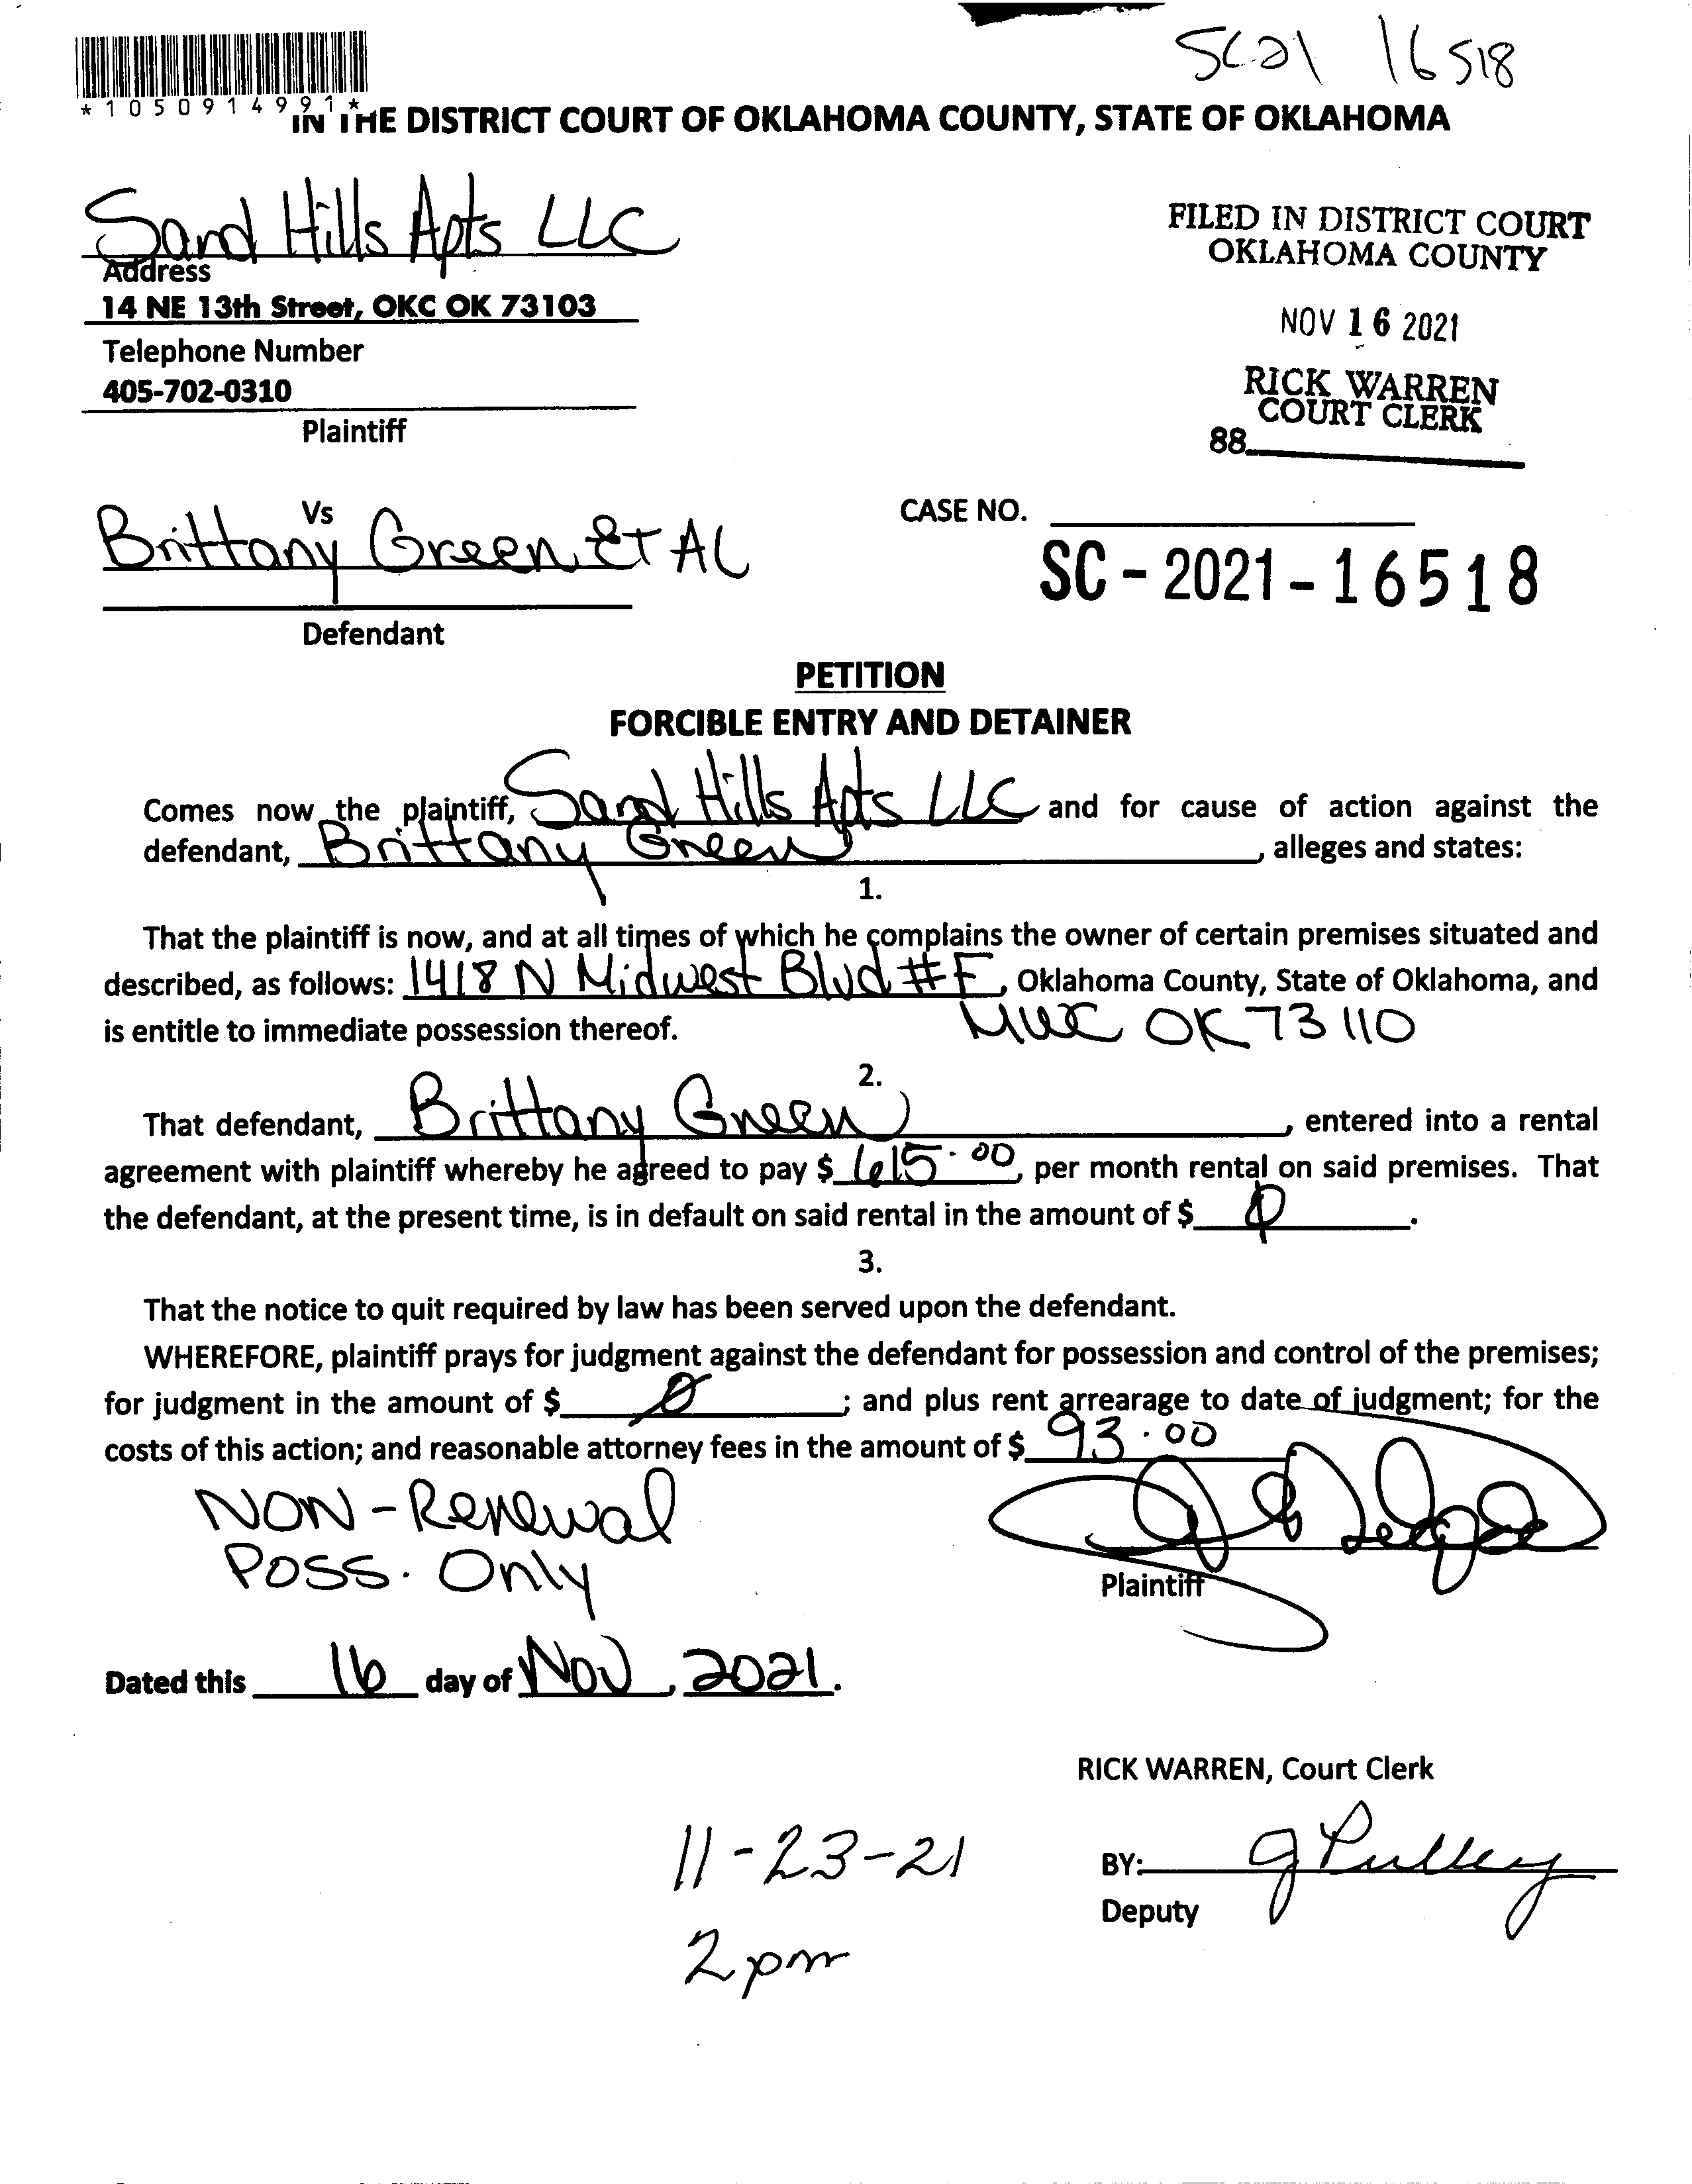 SC21 16518
*1050914991*
IN THE DISTRICT COURT OF OKLAHOMA COUNTY, STATE OF OKLAHOMA
Sand Hills Apts LLC
Address
14 NE 13th Street, OKC OK 73103
Telephone Number
405-702-0310
Plaintiff
FILED IN DISTRICT COURT
OKLAHOMA COUNTY
NOV 16 2021
RICK WARREN
COURT CLERK
88
Vs
Brittany Green Et AL
Defendant
CASE NO.
SC-2021-16518
PETITION
FORCIBLE ENTRY AND DETAINER
Comes now the plaintiff, Sand Hills Apts LLC and for cause of action against the
defendant, Brittany Green, alleges and states:
1.
That the plaintiff is now, and at all times of which he complains the owner of certain premises situated and
described, as follows: 1418 N Midwest Blvd #F, Oklahoma County, State of Oklahoma, and
is entitle to immediate possession thereof. MWC OK 73110
2.
That defendant, Brittany Green, entered into a rental
agreement with plaintiff whereby he agreed to pay $ 615.00, per month rental on said premises. That
the defendant, at the present time, is in default on said rental in the amount of $ 0.
3.
That the notice to quit required by law has been served upon the defendant.
WHEREFORE, plaintiff prays for judgment against the defendant for possession and control of the premises;
for judgment in the amount of $ 0; and plus rent arrearage to date of judgment; for the
costs of this action; and reasonable attorney fees in the amount of $ 93.00
NON-Renewal
Poss. Only
Plaintiff
Dated this 16 day of Nov, 2021.
RICK WARREN, Court Clerk
11-23-21
BY: g Pulley
Deputy
2 pm